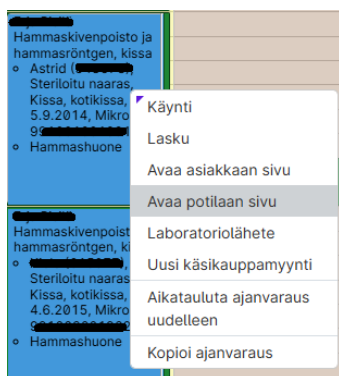 Hammaskivenpoisto ja
hammasröntgen, kissa
Astrid (
Steriloitu naaras,
Kissa, kotikissa,
5.9.2014, Mikro
Hammashuone
Käynti
Lasku
Avaa asiakkaan sivu
Avaa potilaan sivu
Laboratoriolähete
Uusi käsikauppamyynti
Aikatauluta ajanvaraus
uudelleen
Kopioi ajanvaraus
Hammaskivenpoist
hammasröntgen, ki
Steriloitu naaras
Kissa, kotikissa,
4.6.2015, Mikro
Hammashuone